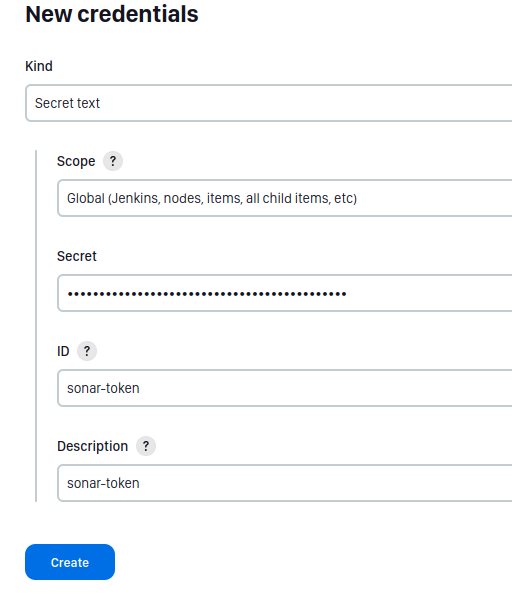 New credentials
Kind
Secret text
Scope ?
Global (Jenkins, nodes, items, all child items, etc)
Secret
••••••••••••••••••••••••••••••••••••••••••••
ID ?
sonar-token
Description ?
sonar-token
Create